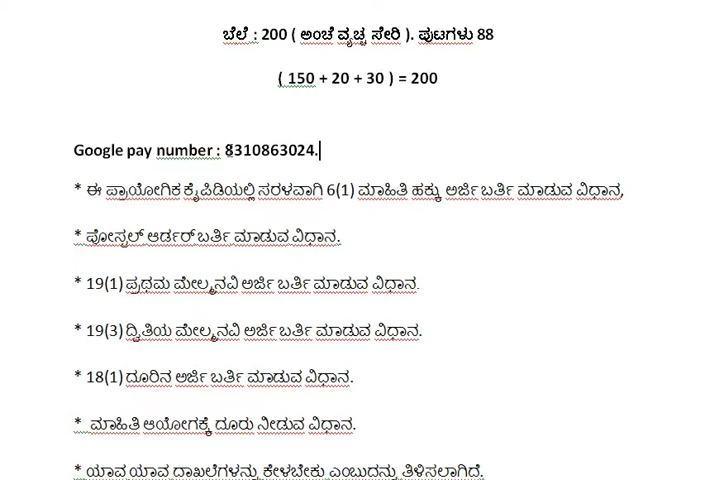 ಬೆಲೆ : 200 ( ಅಂಚೆ ವ್ಯಚ್ಚ ಸೇರಿ ). ಪುಟಗಳು 88
( 150 + 20 + 30 ) = 200
Google pay number : 8310863024.
* ಈ ಪ್ರಾಯೋಗಿಕ ಕೈಪಿಡಿಯಲ್ಲಿ ಸರಳವಾಗಿ 6(1) ಮಾಹಿತಿ ಹಕ್ಕು ಅರ್ಜಿ ಬರ್ತಿ ಮಾಡುವ ವಿಧಾನ,
* ಪೋಸ್ಟಲ್ ಆರ್ಡರ್ ಬರ್ತಿ ಮಾಡುವ ವಿಧಾನ.
* 19(1) ಪ್ರಥಮ ಮೇಲ್ಮನವಿ ಅರ್ಜಿ ಬರ್ತಿ ಮಾಡುವ ವಿಧಾನ.
* 19(3) ದ್ವಿತಿಯ ಮೇಲ್ಮನವಿ ಅರ್ಜಿ ಬರ್ತಿ ಮಾಡುವ ವಿಧಾನ.
* 18(1) ದೂರಿನ ಅರ್ಜಿ ಬರ್ತಿ ಮಾಡುವ ವಿಧಾನ.
* ಮಾಹಿತಿ ಆಯೋಗಕ್ಕೆ ದೂರು ನೀಡುವ ವಿಧಾನ.
* ಯಾವ ಯಾವ ದಾಖಲೆಗಳನ್ನು ಕೇಳಬೇಕು ಎಂಬುದನ್ನು ತಿಳಿಸಲಾಗಿದೆ.